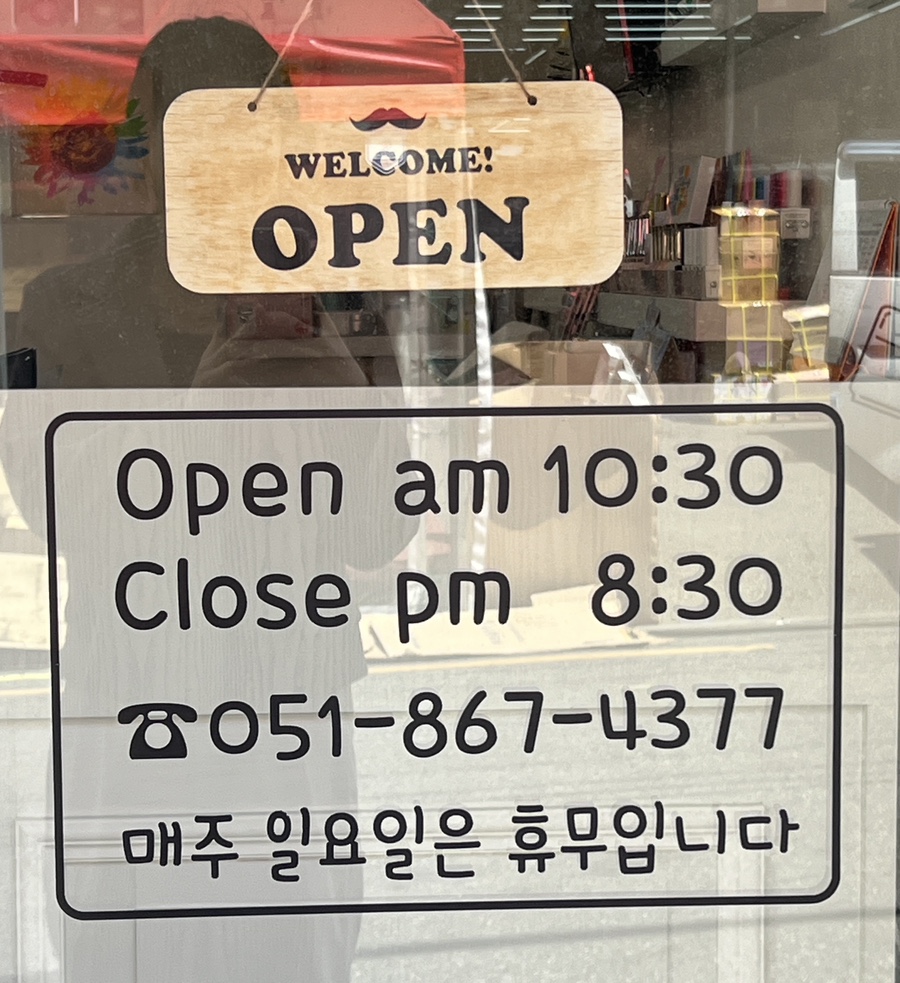 WELCOME!
OPEN
Open am 10:30
Close pm 8:30
☎051-867-4377
매주 일요일은 휴무입니다